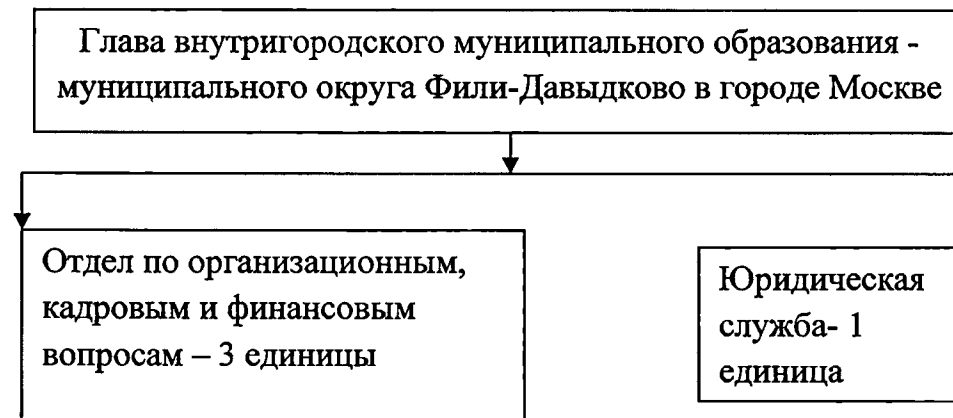 Глава внутригородского муниципального образования -
муниципального округа Фили-Давыдково в городе Москве
Отдел по организационным,
кадровым и финансовым
вопросам – 3 единицы
Юридическая
служба- 1
единица